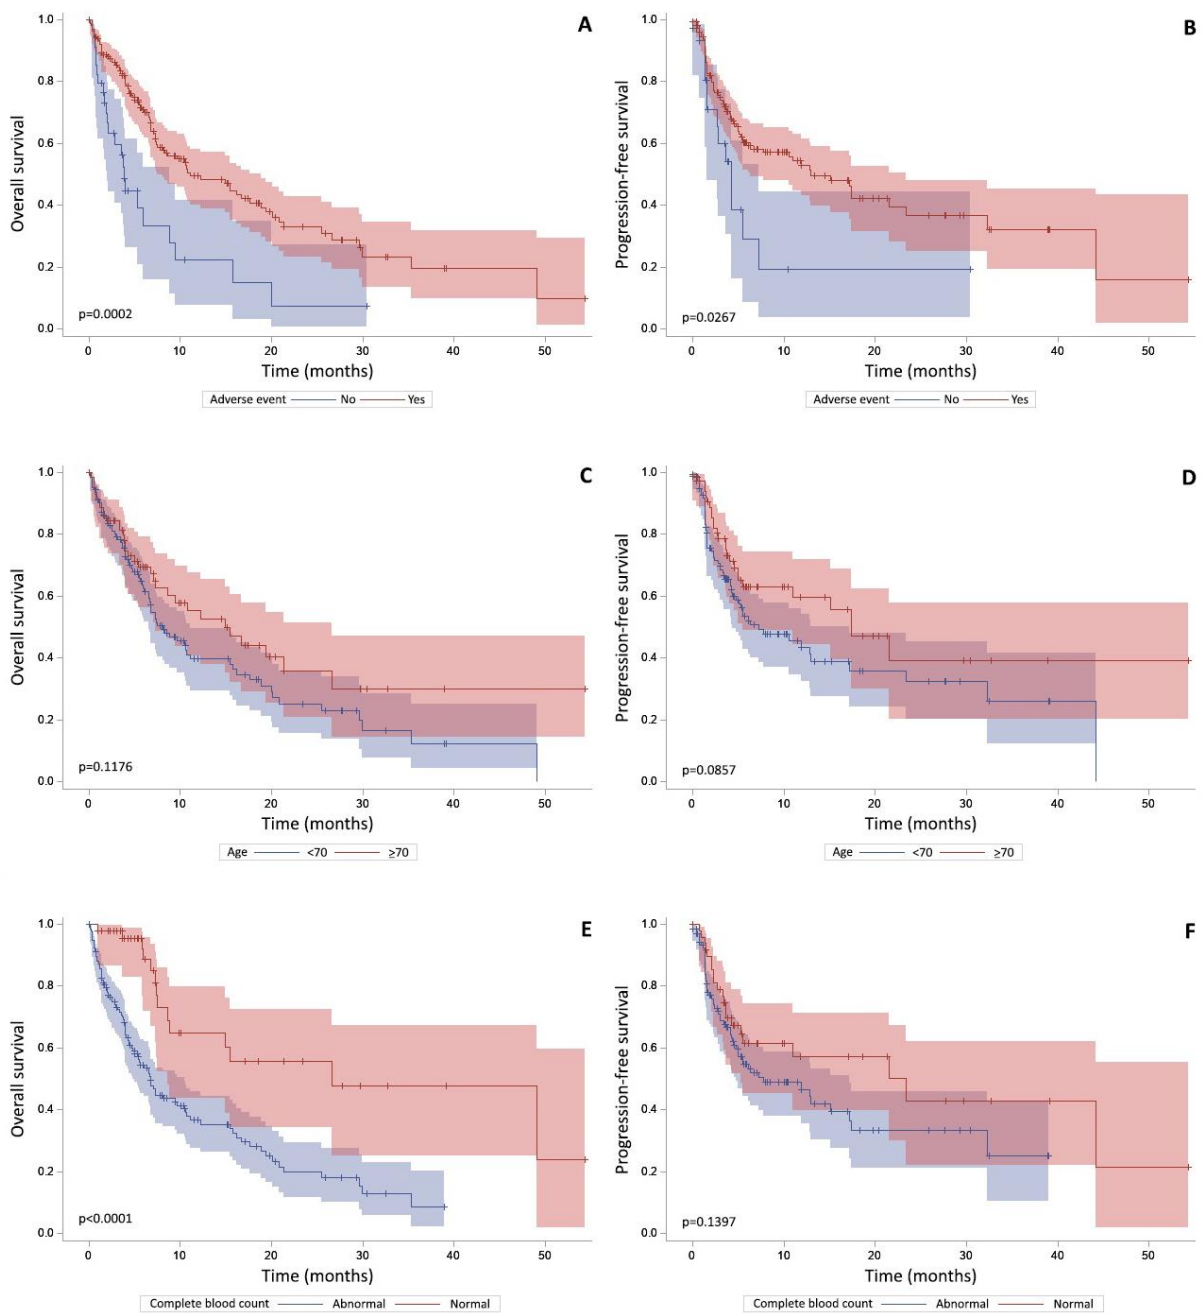 A
Overall survival
1.0
0.8
0.6
0.4
0.2
0.0
p=0.0002
0 10 20 30 40 50
Time (months)
Adverse event No Yes
B
Progression-free survival
1.0
0.8
0.6
0.4
0.2
0.0
p=0.0267
0 10 20 30 40 50
Time (months)
Adverse event No Yes
C
Overall survival
1.0
0.8
0.6
0.4
0.2
0.0
p=0.1176
0 10 20 30 40 50
Time (months)
Age <70 ≥70
D
Progression-free survival
1.0
0.8
0.6
0.4
0.2
0.0
p=0.0857
0 10 20 30 40 50
Time (months)
Age <70 ≥70
E
Overall survival
1.0
0.8
0.6
0.4
0.2
0.0
p<0.0001
0 10 20 30 40 50
Time (months)
Complete blood count Abnormal Normal
F
Progression-free survival
1.0
0.8
0.6
0.4
0.2
0.0
p=0.1397
0 10 20 30 40 50
Time (months)
Complete blood count Abnormal Normal